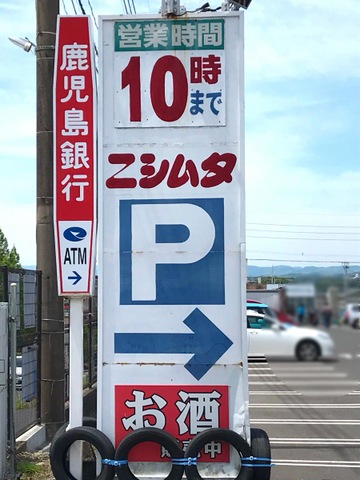 鹿児島銀行
ATM
営業時間
10時まで
ニシムタ
P
お酒